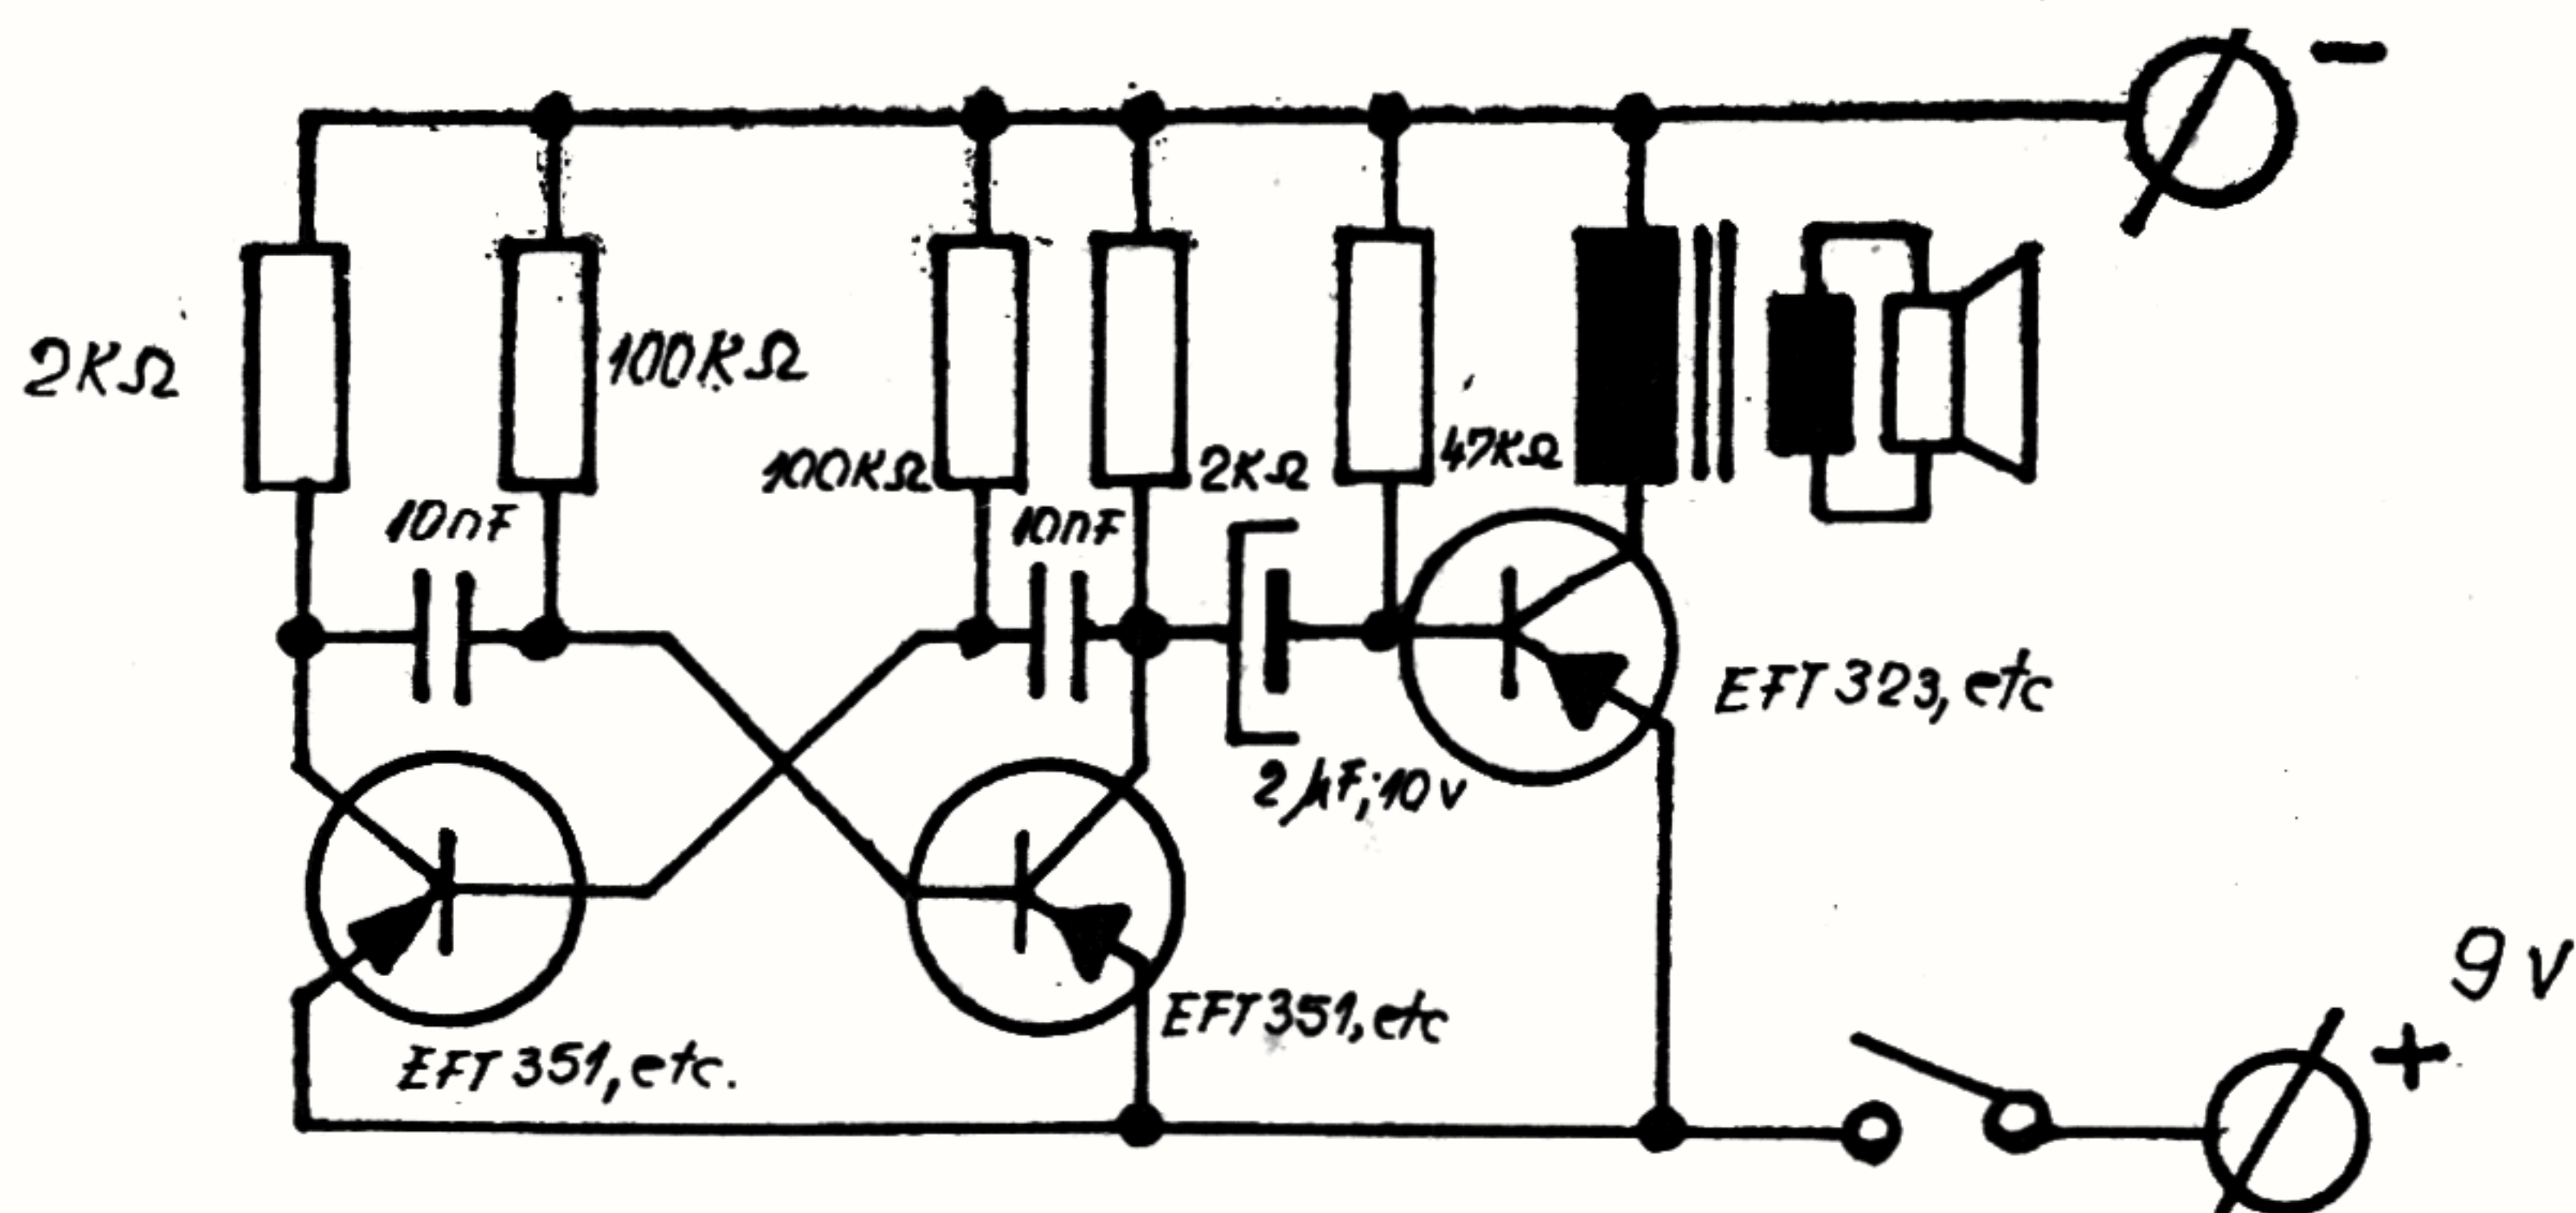 −
2KΩ
100KΩ
100KΩ
2KΩ
47KΩ
10nF
10nF
EFT 323, etc
2µF; 10v
9v
EFT 351, etc
EFT 351, etc.
+